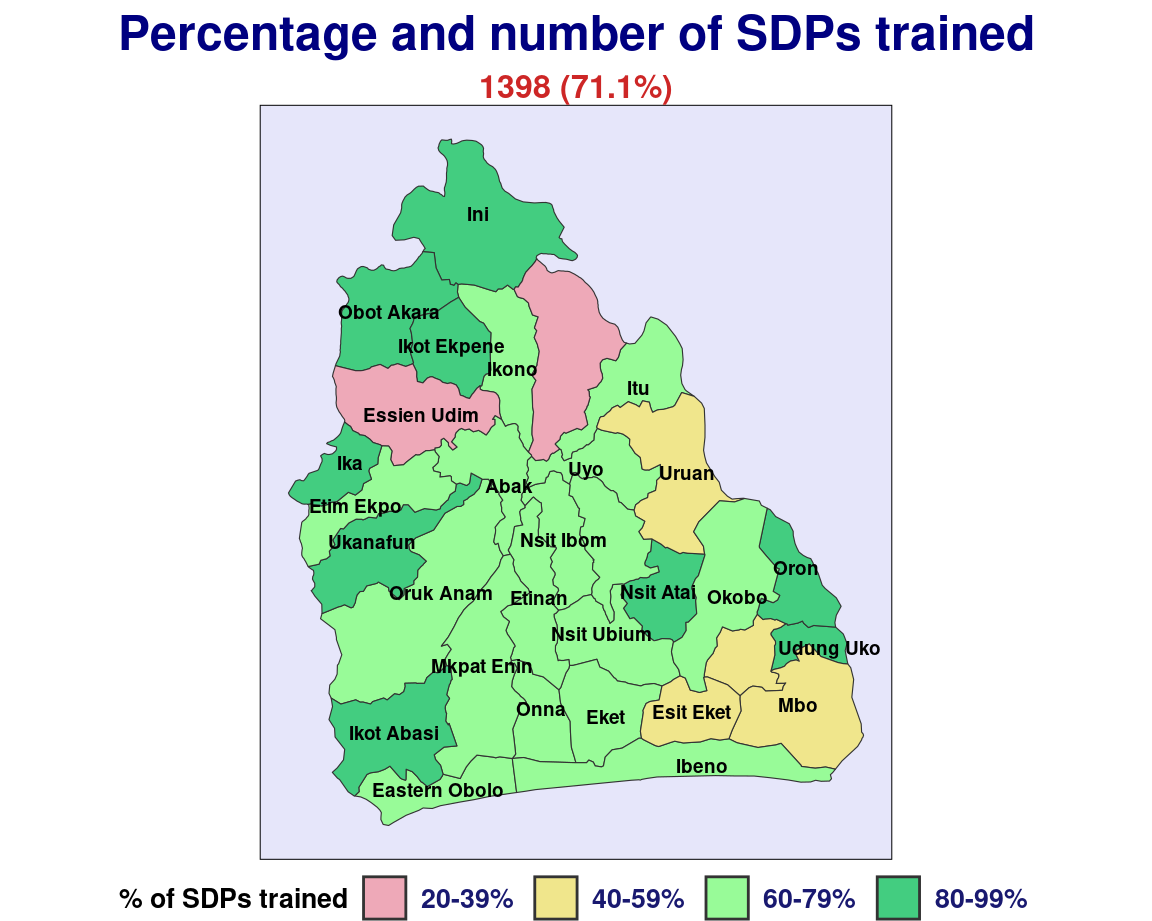 Percentage and number of SDPs trained
1398 (71.1%)
Ini
Obot Akara
Ikot Ekpene
Ikono
Itu
Essien Udim
Ika
Uyo
Uruan
Abak
Etim Ekpo
Ukanafun
Nsit Ibom
Oron
Oruk Anam
Etinan
Nsit Atai
Okobo
Nsit Ubium
Udung Uko
Mkpat Enin
Onna
Eket
Esit Eket
Mbo
Ikot Abasi
Ibeno
Eastern Obolo
% of SDPs trained 20-39% 40-59% 60-79% 80-99%